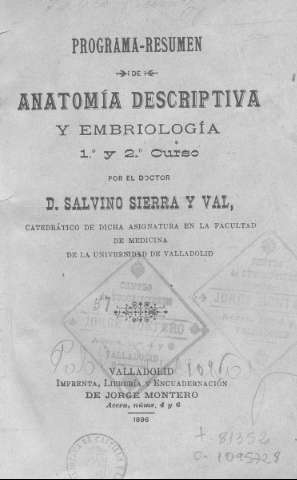 PROGRAMA-RESUMEN
DE
ANATOMÍA DESCRIPTIVA
Y EMBRIOLOGÍA
1.º y 2.º Curso
POR EL DOCTOR
D. SALVINO SIERRA Y VAL,
CATEDRÁTICO DE DICHA ASIGNATURA EN LA FACULTAD
DE MEDICINA
DE LA UNIVERSIDAD DE VALLADOLID
VALLADOLID
IMPRENTA, LIBRERÍA Y ENCUADERNACIÓN
DE JORGE MONTERO
Acera, núms, 4 y 6
1896
t. 81352
C. 1095728